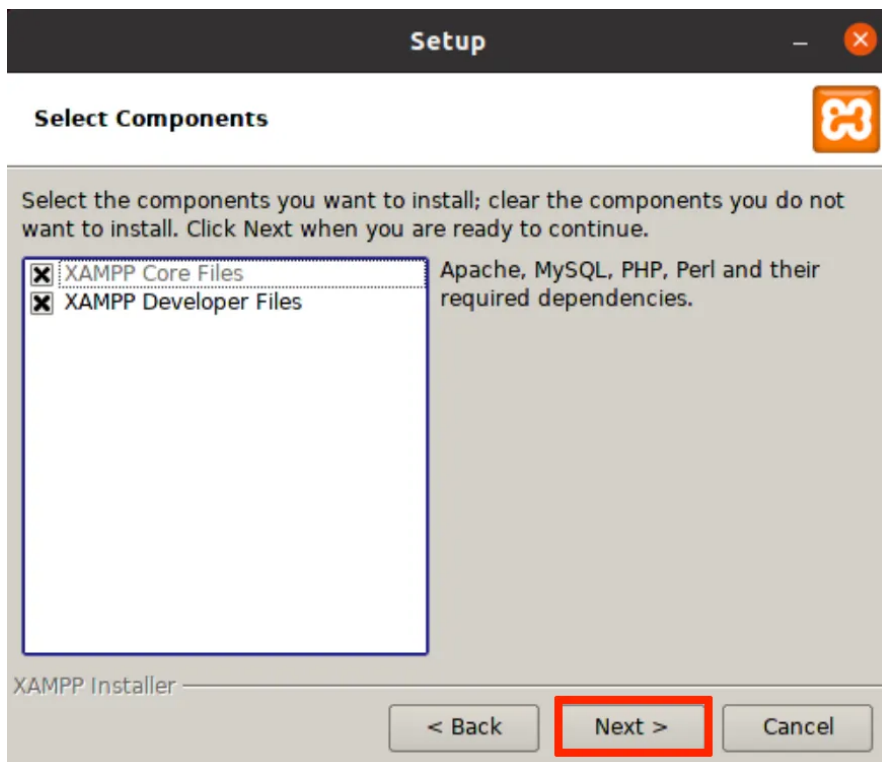 Setup
Select Components
Select the components you want to install; clear the components you do not
want to install. Click Next when you are ready to continue.
XAMPP Core Files
XAMPP Developer Files
Apache, MySQL, PHP, Perl and their
required dependencies.
XAMPP Installer
< Back
Next >
Cancel